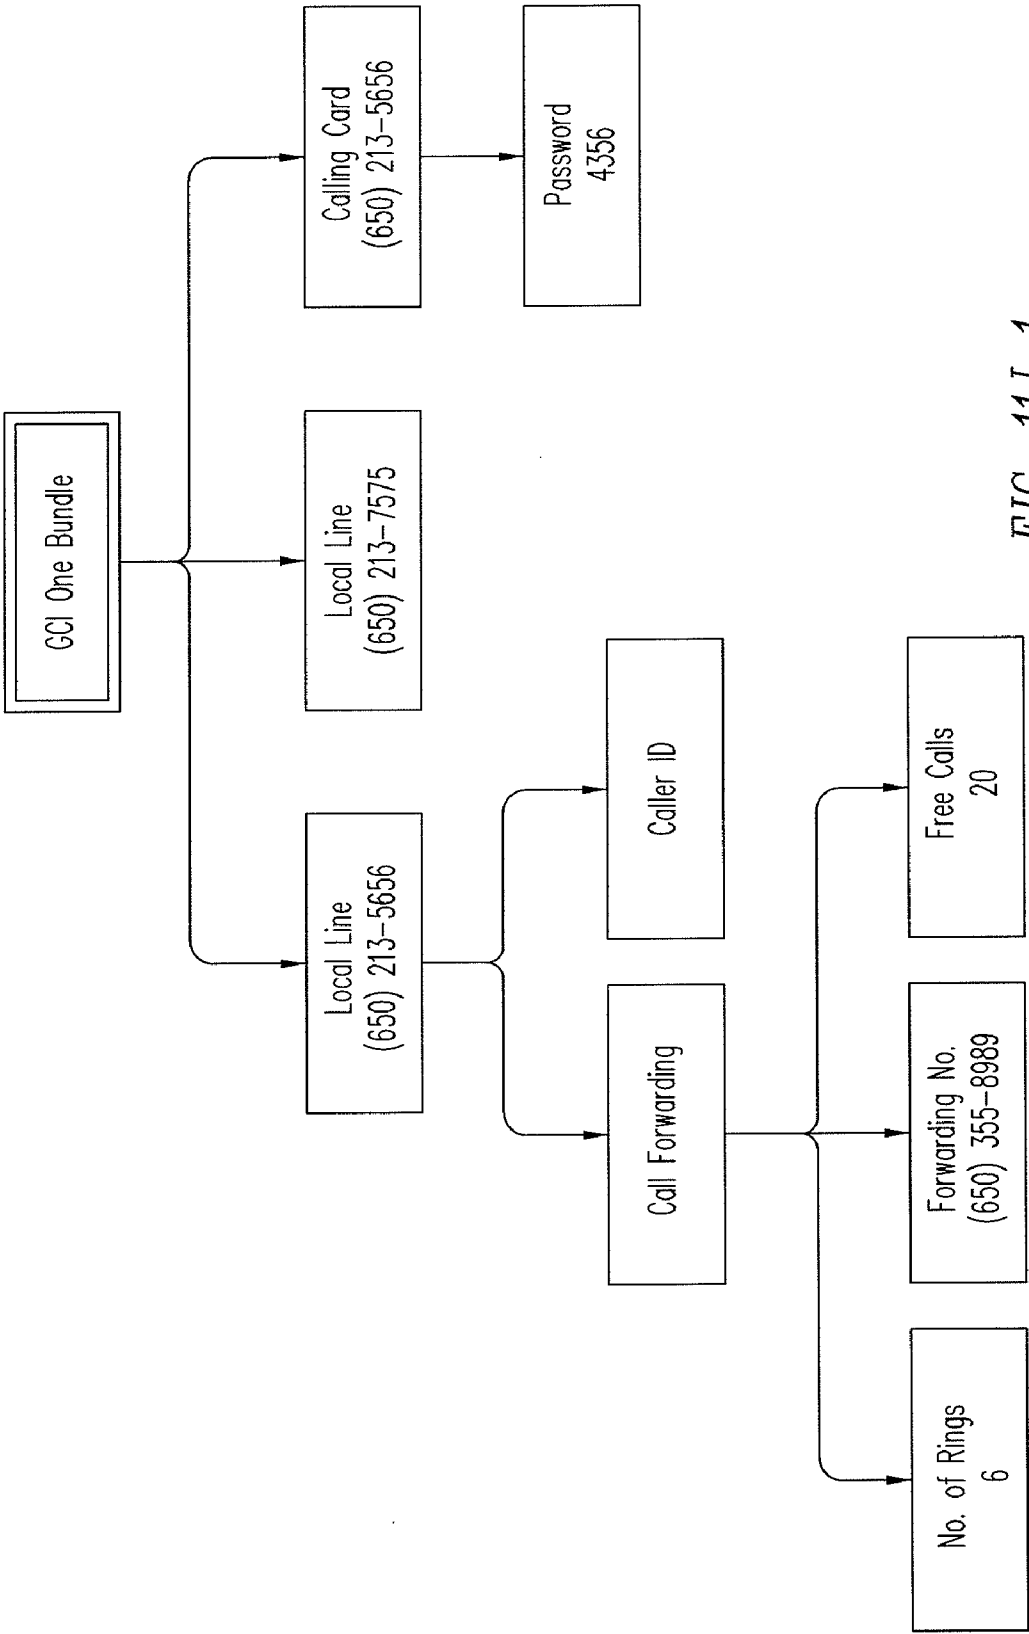 GCI One Bundle
Local Line
(650) 213-5656
Local Line
(650) 213-7575
Calling Card
(650) 213-5656
Call Forwarding
Caller ID
Password
4356
No. of Rings
6
Forwarding No.
(650) 355-8989
Free Calls
20